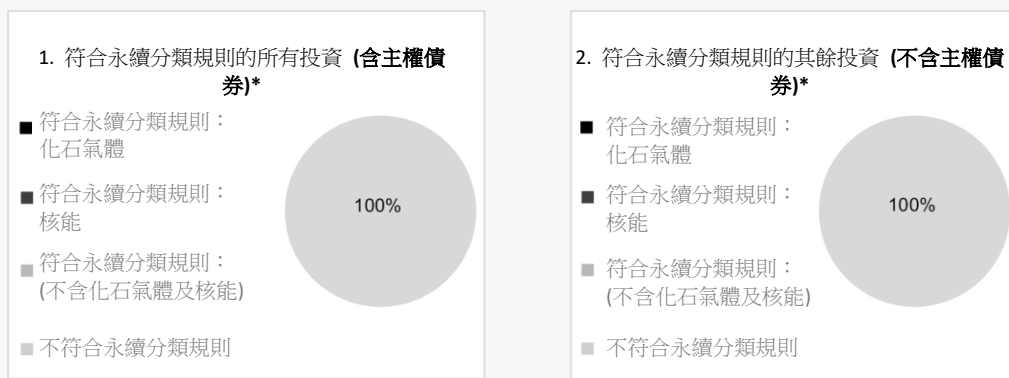 1. 符合永續分類規則的所有投資 (含主權債
券)*
符合永續分類規則：
化石氣體
符合永續分類規則：
核能
符合永續分類規則：
(不含化石氣體及核能)
不符合永續分類規則
100%
2. 符合永續分類規則的其餘投資 (不含主權債
券)*
符合永續分類規則：
化石氣體
符合永續分類規則：
核能
符合永續分類規則：
(不含化石氣體及核能)
不符合永續分類規則
100%